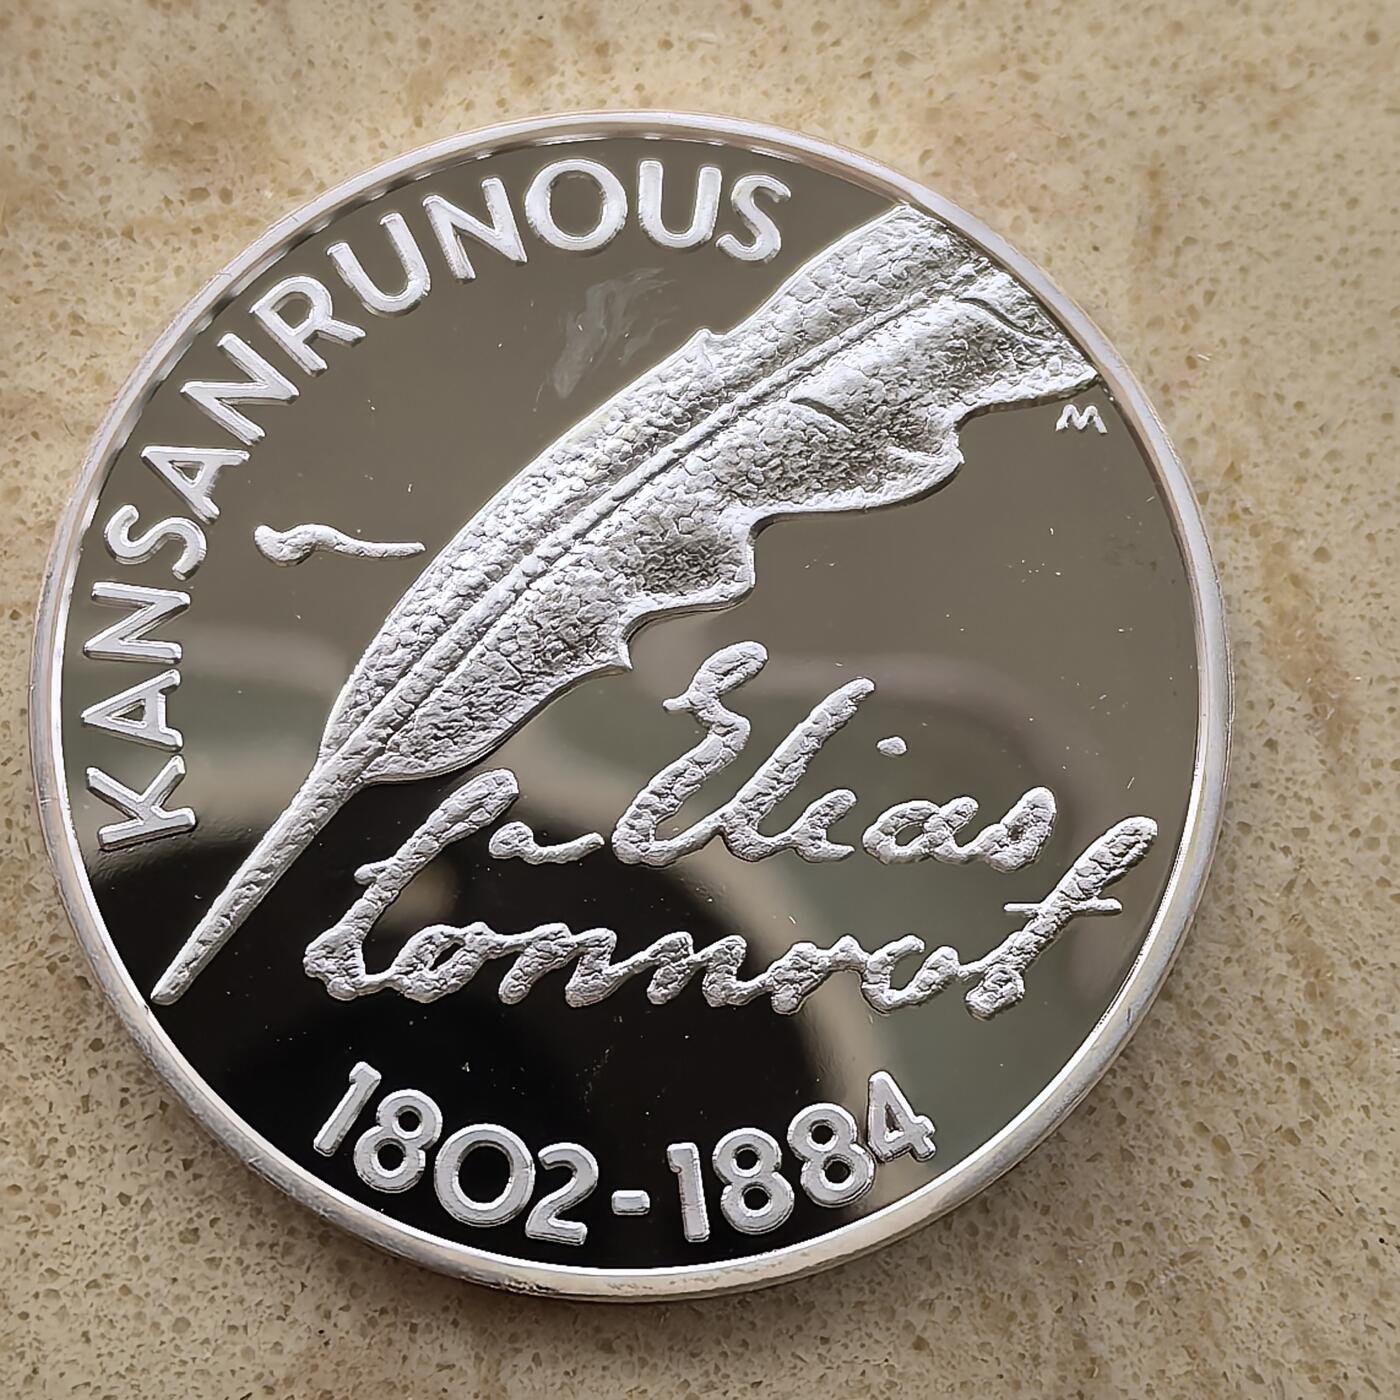 KANSANRUNOUS
M
Elias
Lönnrot
1802-1884